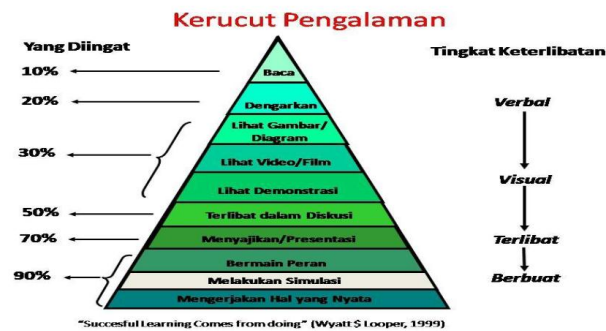 Kerucut Pengalaman
Yang Diingat
Tingkat Keterlibatan
10%
Baca
20%
Dengarkan
Verbal
Lihat Gambar/
Diagram
30%
Lihat Video/Film
Lihat Demonstrasi
Visual
50%
Terlibat dalam Diskusi
70%
Menyajikan/Presentasi
Terlibat
Bermain Peran
90%
Melakukan Simulasi
Berbuat
Mengerjakan Hal yang Nyata
“Succesful Learning Comes from doing” (Wyatt $ Looper, 1999)